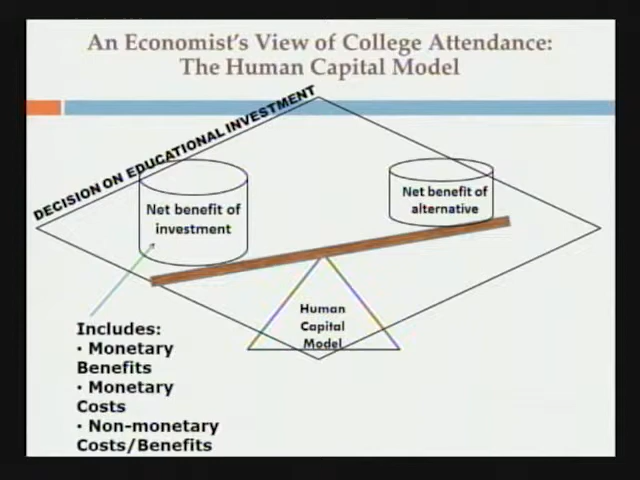 An Economist's View of College Attendance:
The Human Capital Model
DECISION ON EDUCATIONAL INVESTMENT
Net benefit of
investment
Net benefit of
alternative
Human
Capital
Model
Includes:
• Monetary
Benefits
• Monetary
Costs
• Non-monetary
Costs/Benefits